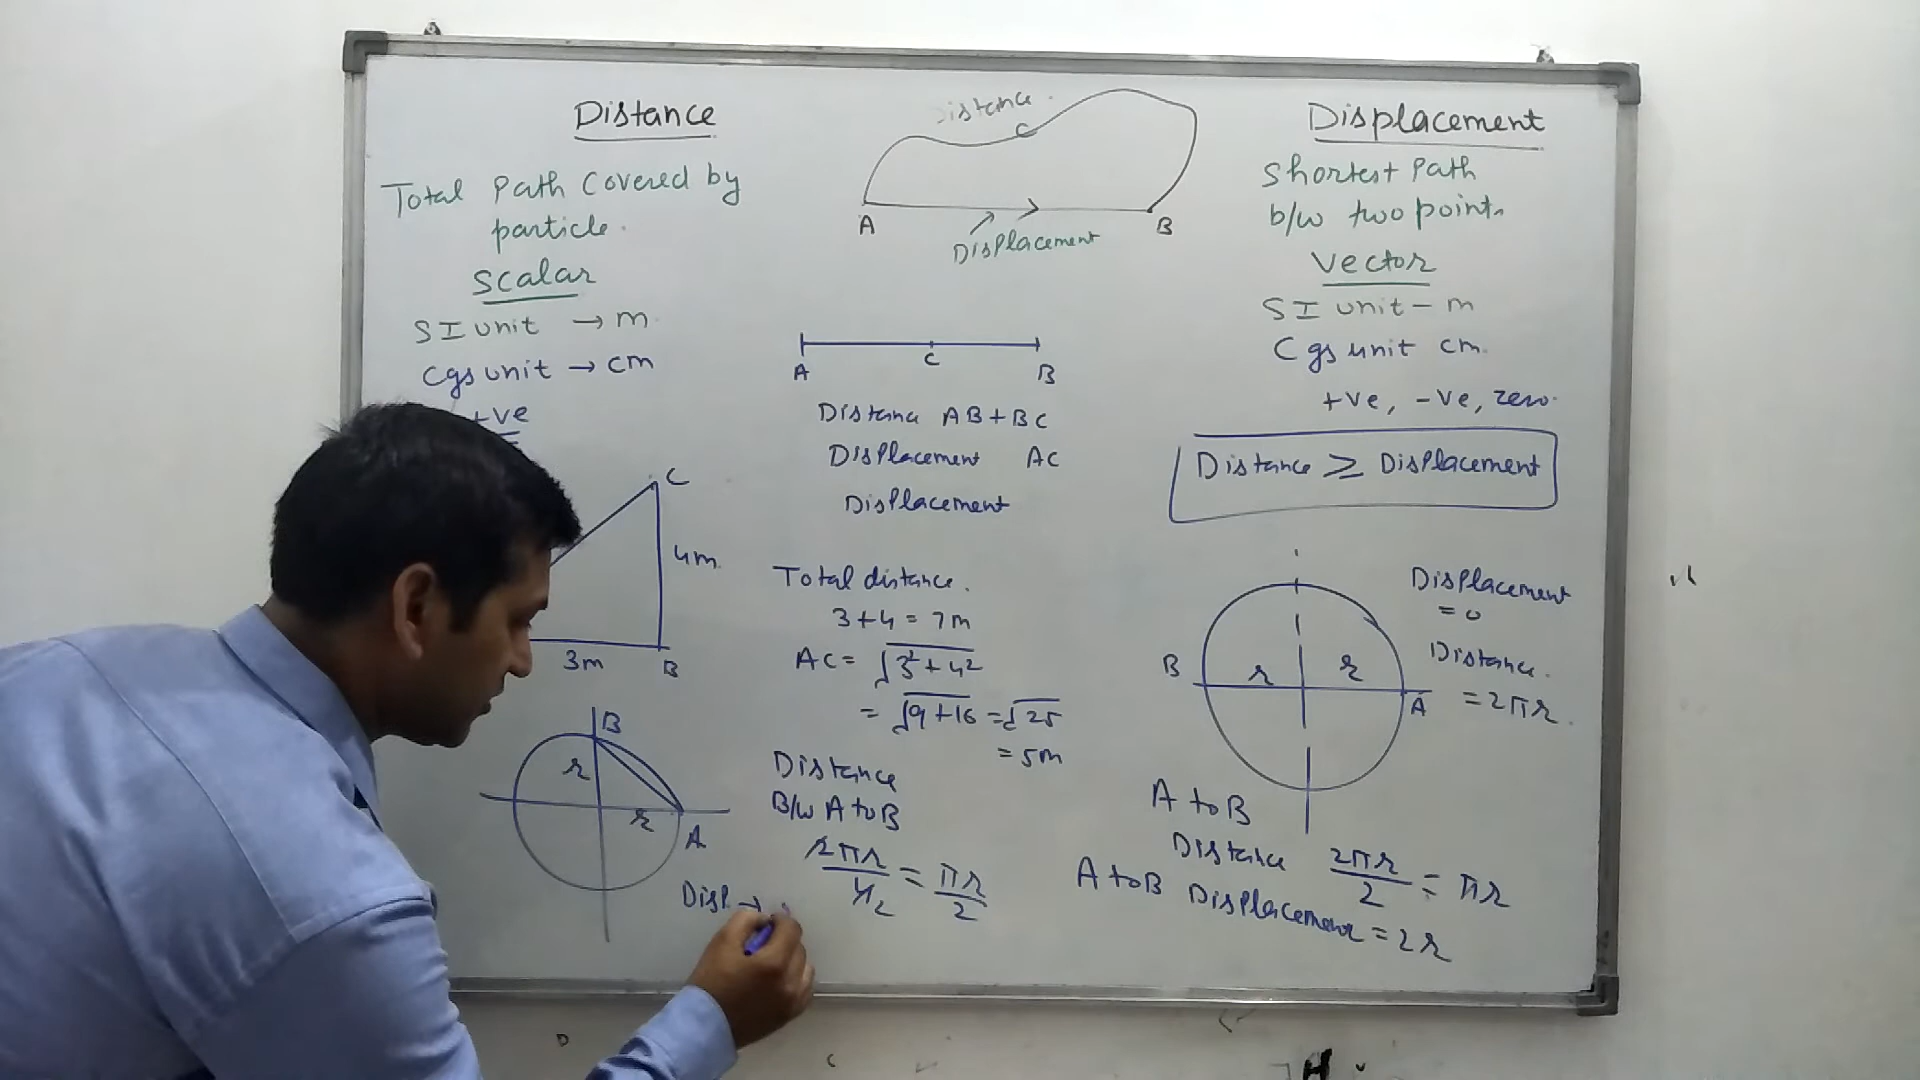 Distance
Total Path Covered by
particle.
Scalar
SI unit → m
Cgs unit → cm
+ve
C
4m
3m
B
B
r
r
A
Disp →
Distance.
C
A
B
Displacement
A
C
B
Distance AB+BC
Displacement AC
Displacement
Total distance.
3+4 = 7m
AC = √3²+4²
= √9+16 = √25
= 5m
Distance
B/w A to B
2πr/4 2 = πr/2
Displacement
Shortest Path
b/w two points
Vector
SI unit – m
Cgs unit cm.
+ve, -ve, zero.
Distance ≥ Displacement
B
r
r
A
Displacement
= 0
Distance.
= 2πr.
A to B
Distance 2πr/2 = πr
A to B Displacement = 2r